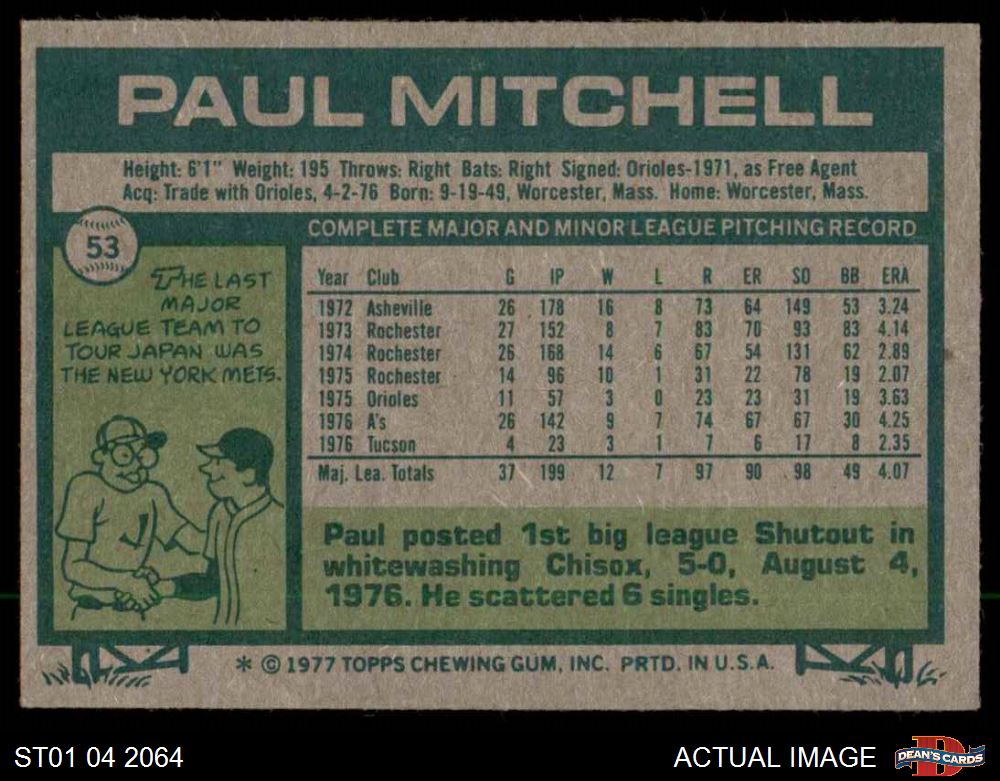 PAUL MITCHELL
Height: 6'1" Weight: 195 Throws: Right Bats: Right Signed: Orioles-1971, as Free Agent
Acq: Trade with Orioles, 4-2-76 Born: 9-19-49, Worcester, Mass. Home: Worcester, Mass.
53
THE LAST
MAJOR
LEAGUE TEAM TO
TOUR JAPAN WAS
THE NEW YORK METS.
J
COMPLETE MAJOR AND MINOR LEAGUE PITCHING RECORD
Year Club G IP W L R ER SO BB ERA
1972 Asheville 26 178 16 8 73 64 149 53 3.24
1973 Rochester 27 152 8 7 83 70 93 83 4.14
1974 Rochester 26 168 14 6 67 54 131 62 2.89
1975 Rochester 14 96 10 1 31 22 78 19 2.07
1975 Orioles 11 57 3 0 23 23 31 19 3.63
1976 A's 26 142 9 7 74 67 67 30 4.25
1976 Tucson 4 23 3 1 7 6 17 8 2.35
Maj. Lea. Totals 37 199 12 7 97 90 98 49 4.07
Paul posted 1st big league Shutout in
whitewashing Chisox, 5-0, August 4,
1976. He scattered 6 singles.
* © 1977 TOPPS CHEWING GUM, INC. PRTD. IN U.S.A.
ST01 04 2064
ACTUAL IMAGE
D
DEAN'S CARDS